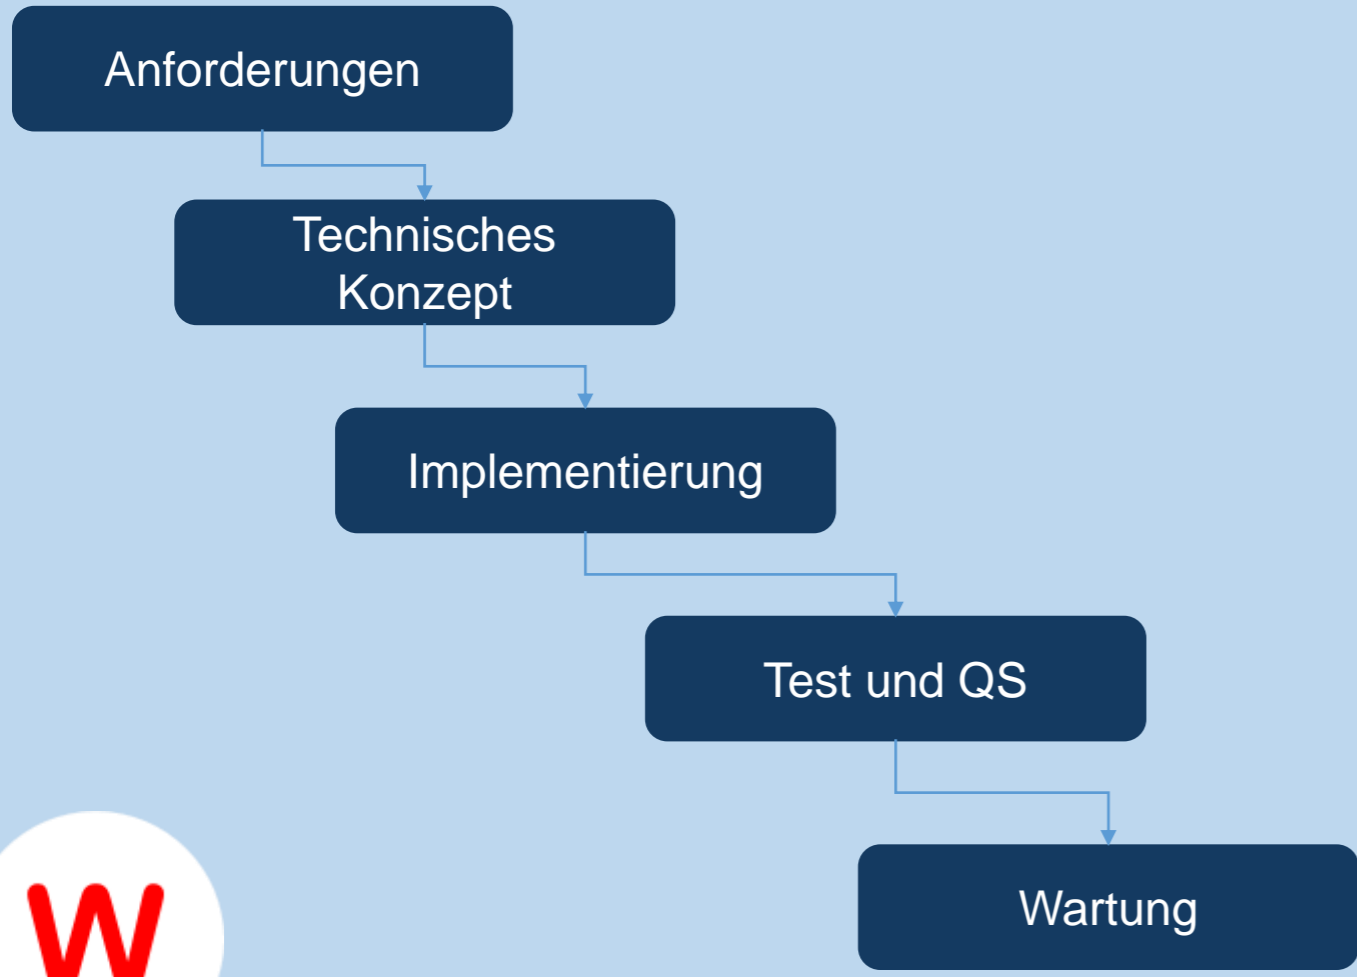 Anforderungen
Technisches
Konzept
Implementierung
Test und QS
Wartung
W